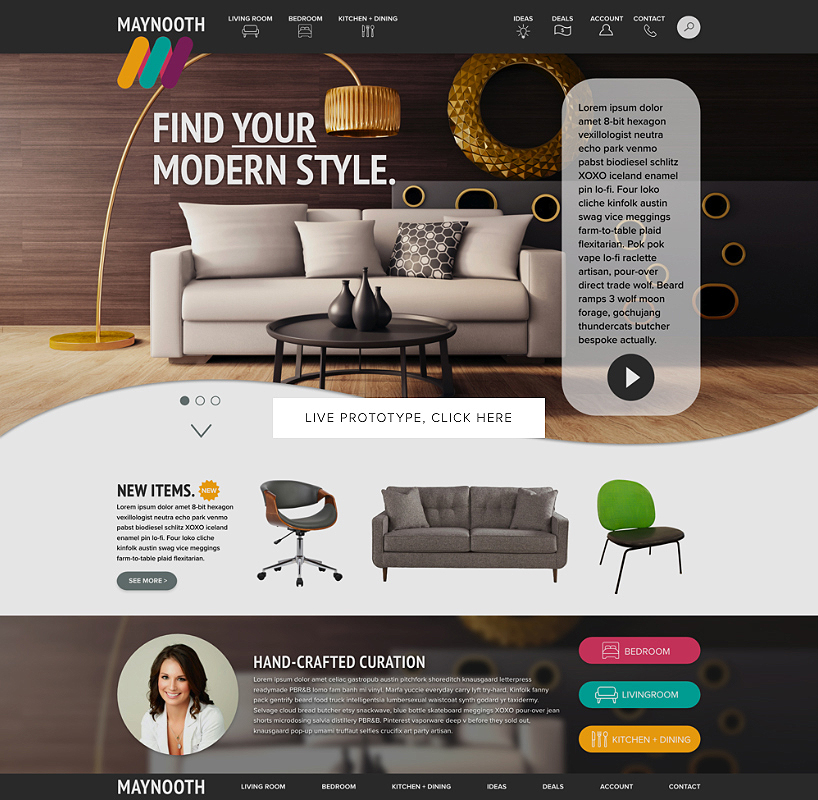 MAYNOOTH
LIVING ROOM
BEDROOM
KITCHEN + DINING
IDEAS
DEALS
ACCOUNT
CONTACT
FIND YOUR
MODERN STYLE.
Lorem ipsum dolor
amet 8-bit hexagon
vexillologist neutra
echo park venmo
pabst biodiesel schlitz
XOXO iceland enamel
pin lo-fi. Four loko
cliche kinfolk austin
swag vice meggings
farm-to-table plaid
flexitarian. Pok pok
vape lo-fi raclette
artisan, pour-over
direct trade wolf. Beard
ramps 3 wolf moon
forage, gochujang
thundercats butcher
bespoke actually.
LIVE PROTOTYPE, CLICK HERE
NEW ITEMS.
NEW
Lorem ipsum dolor amet 8-bit hexagon
vexillologist neutra echo park venmo
pabst biodiesel schlitz XOXO iceland
enamel pin lo-fi. Four loko cliche
kinfolk austin swag vice meggings
farm-to-table plaid flexitarian.
SEE MORE >
HAND-CRAFTED CURATION
Lorem ipsum dolor amet celiac gastropub austin pitchfork shoreditch knausgaard letterpress
readymade PBR&B lomo fam banh mi vinyl. Marfa yuccie everyday carry lyft try-hard. Kinfolk fanny
pack gentrify beard food truck intelligentsia lumbersexual waistcoat synth godard yr taxidermy.
Selvage cloud bread butcher etsy snackwave, blue bottle skateboard meggings XOXO pour-over jean
shorts microdosing salvia distillery PBR&B. Pinterest vaporware deep v before they sold out,
knausgaard pop-up umami truffaut selfies crucifix art party artisan.
BEDROOM
LIVINGROOM
KITCHEN + DINING
MAYNOOTH
LIVING ROOM
BEDROOM
KITCHEN + DINING
IDEAS
DEALS
ACCOUNT
CONTACT